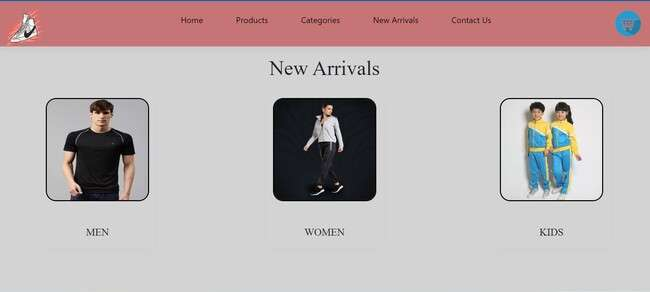 Home Products Categories New Arrivals Contact Us
New Arrivals
MEN WOMEN KIDS